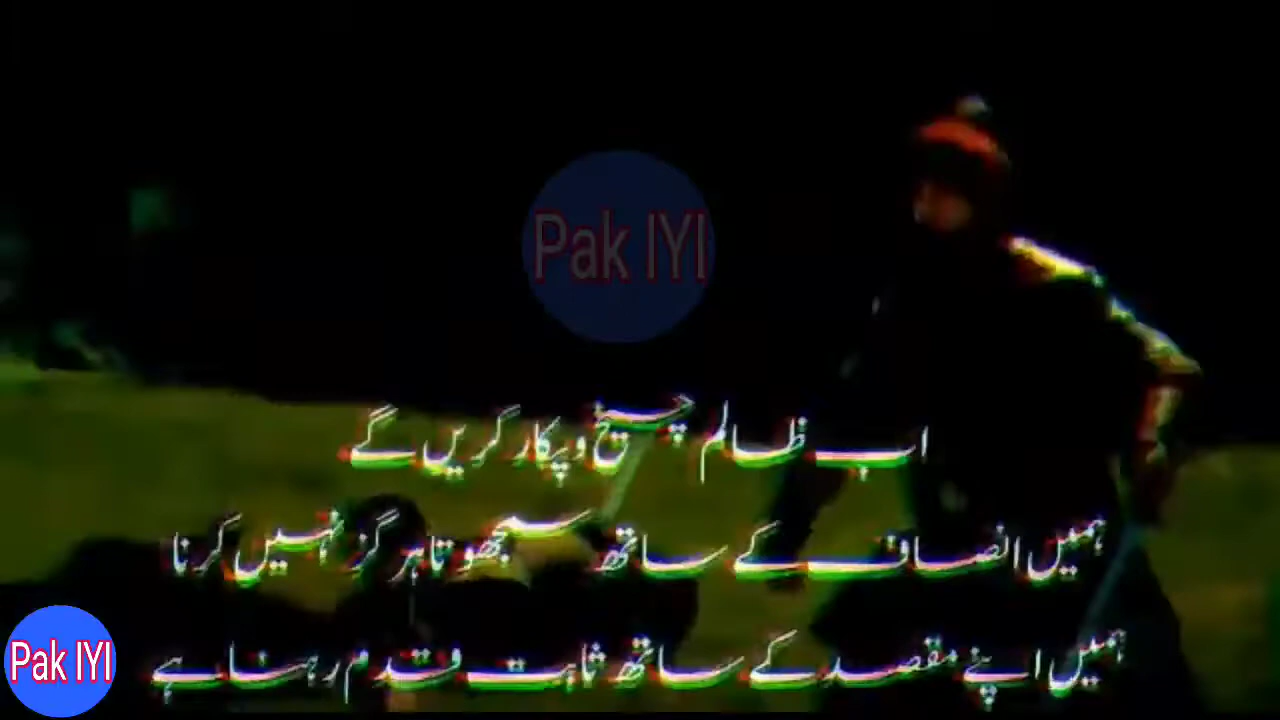 Pak IYI
اب ظالم چیخ و پکار کریں گے
ہمیں انصاف کے ساتھ سمجھوتا ہرگز نہیں کرنا
ہمیں اپنے مقصد کے ساتھ ثابت قدم رہنا ہے
Pak IYI